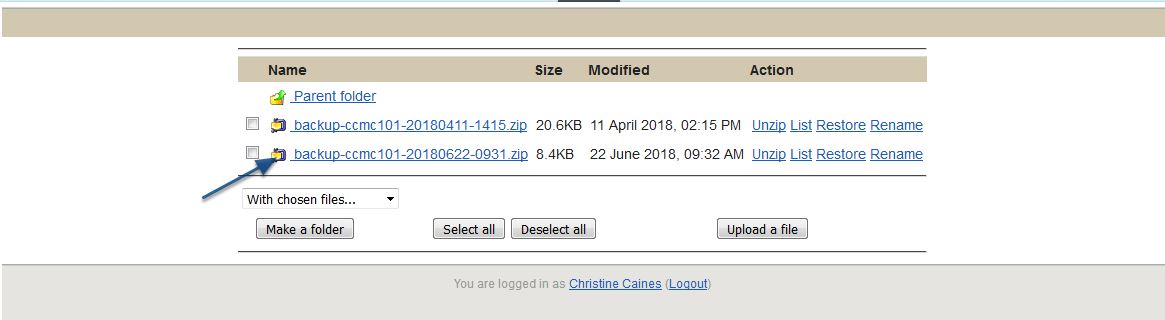 Name Size Modified Action
Parent folder
backup-ccmc101-20180411-1415.zip 20.6KB 11 April 2018, 02:15 PM Unzip List Restore Rename
backup-ccmc101-20180622-0931.zip 8.4KB 22 June 2018, 09:32 AM Unzip List Restore Rename
With chosen files...
Make a folder Select all Deselect all Upload a file
You are logged in as Christine Caines (Logout)